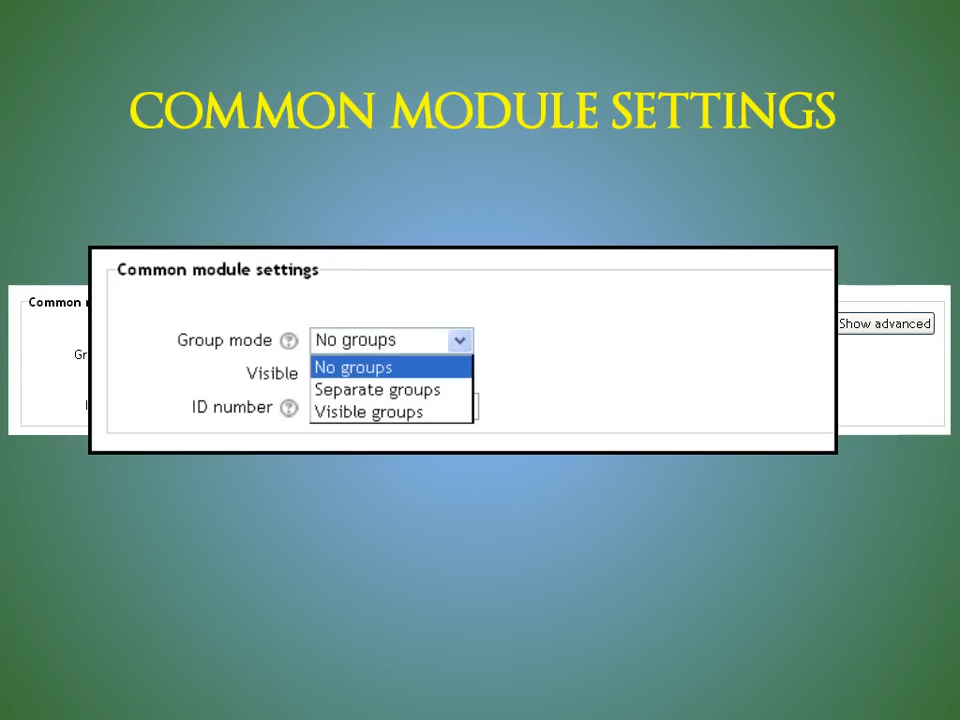 COMMON MODULE SETTINGS
Common module settings
Common
Show advanced
Group mode
No groups
No groups
Separate groups
Visible groups
Visible
ID number